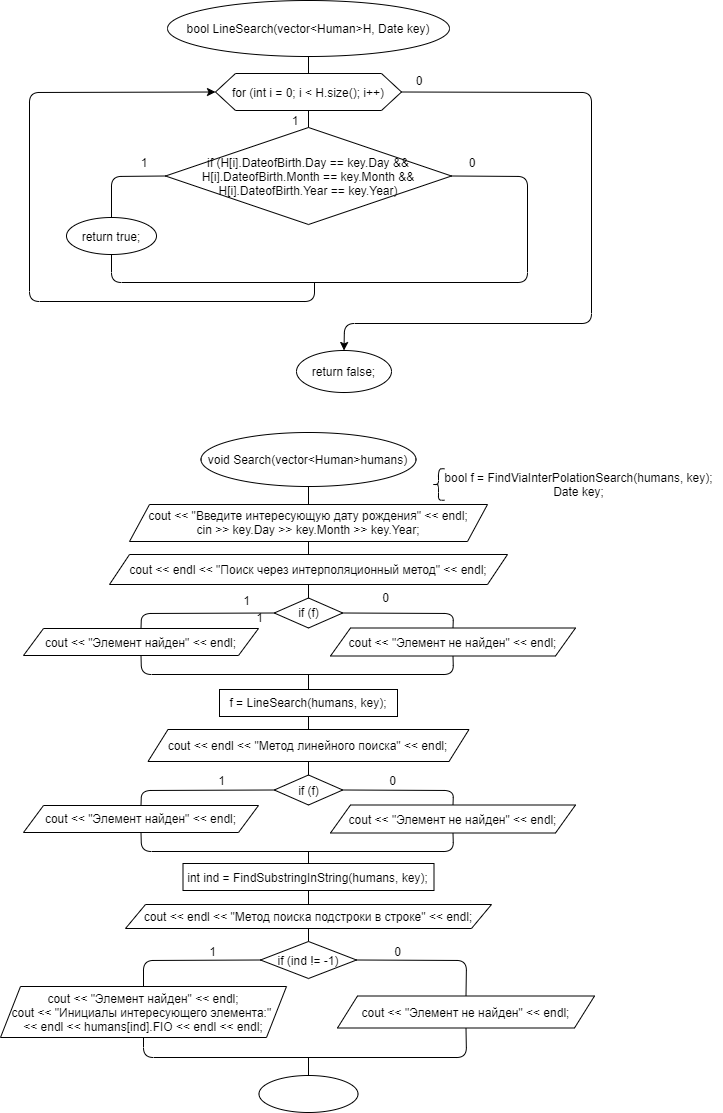 bool LineSearch(vector<Human>H, Date key)
for (int i = 0; i < H.size(); i++)
0
1
if (H[i].DateofBirth.Day == key.Day &&
H[i].DateofBirth.Month == key.Month &&
H[i].DateofBirth.Year == key.Year)
1
0
return true;
return false;
void Search(vector<Human>humans)
bool f = FindViaInterPolationSearch(humans, key);
Date key;
cout << "Введите интересующую дату рождения" << endl;
cin >> key.Day >> key.Month >> key.Year;
cout << endl << "Поиск через интерполяционный метод" << endl;
1
0
if (f)
1
cout << "Элемент найден" << endl;
cout << "Элемент не найден" << endl;
f = LineSearch(humans, key);
cout << endl << "Метод линейного поиска" << endl;
1
0
if (f)
cout << "Элемент найден" << endl;
cout << "Элемент не найден" << endl;
int ind = FindSubstringInString(humans, key);
cout << endl << "Метод поиска подстроки в строке" << endl;
1
0
if (ind != -1)
cout << "Элемент найден" << endl;
cout << "Инициалы интересующего элемента:"
<< endl << humans[ind].FIO << endl << endl;
cout << "Элемент не найден" << endl;